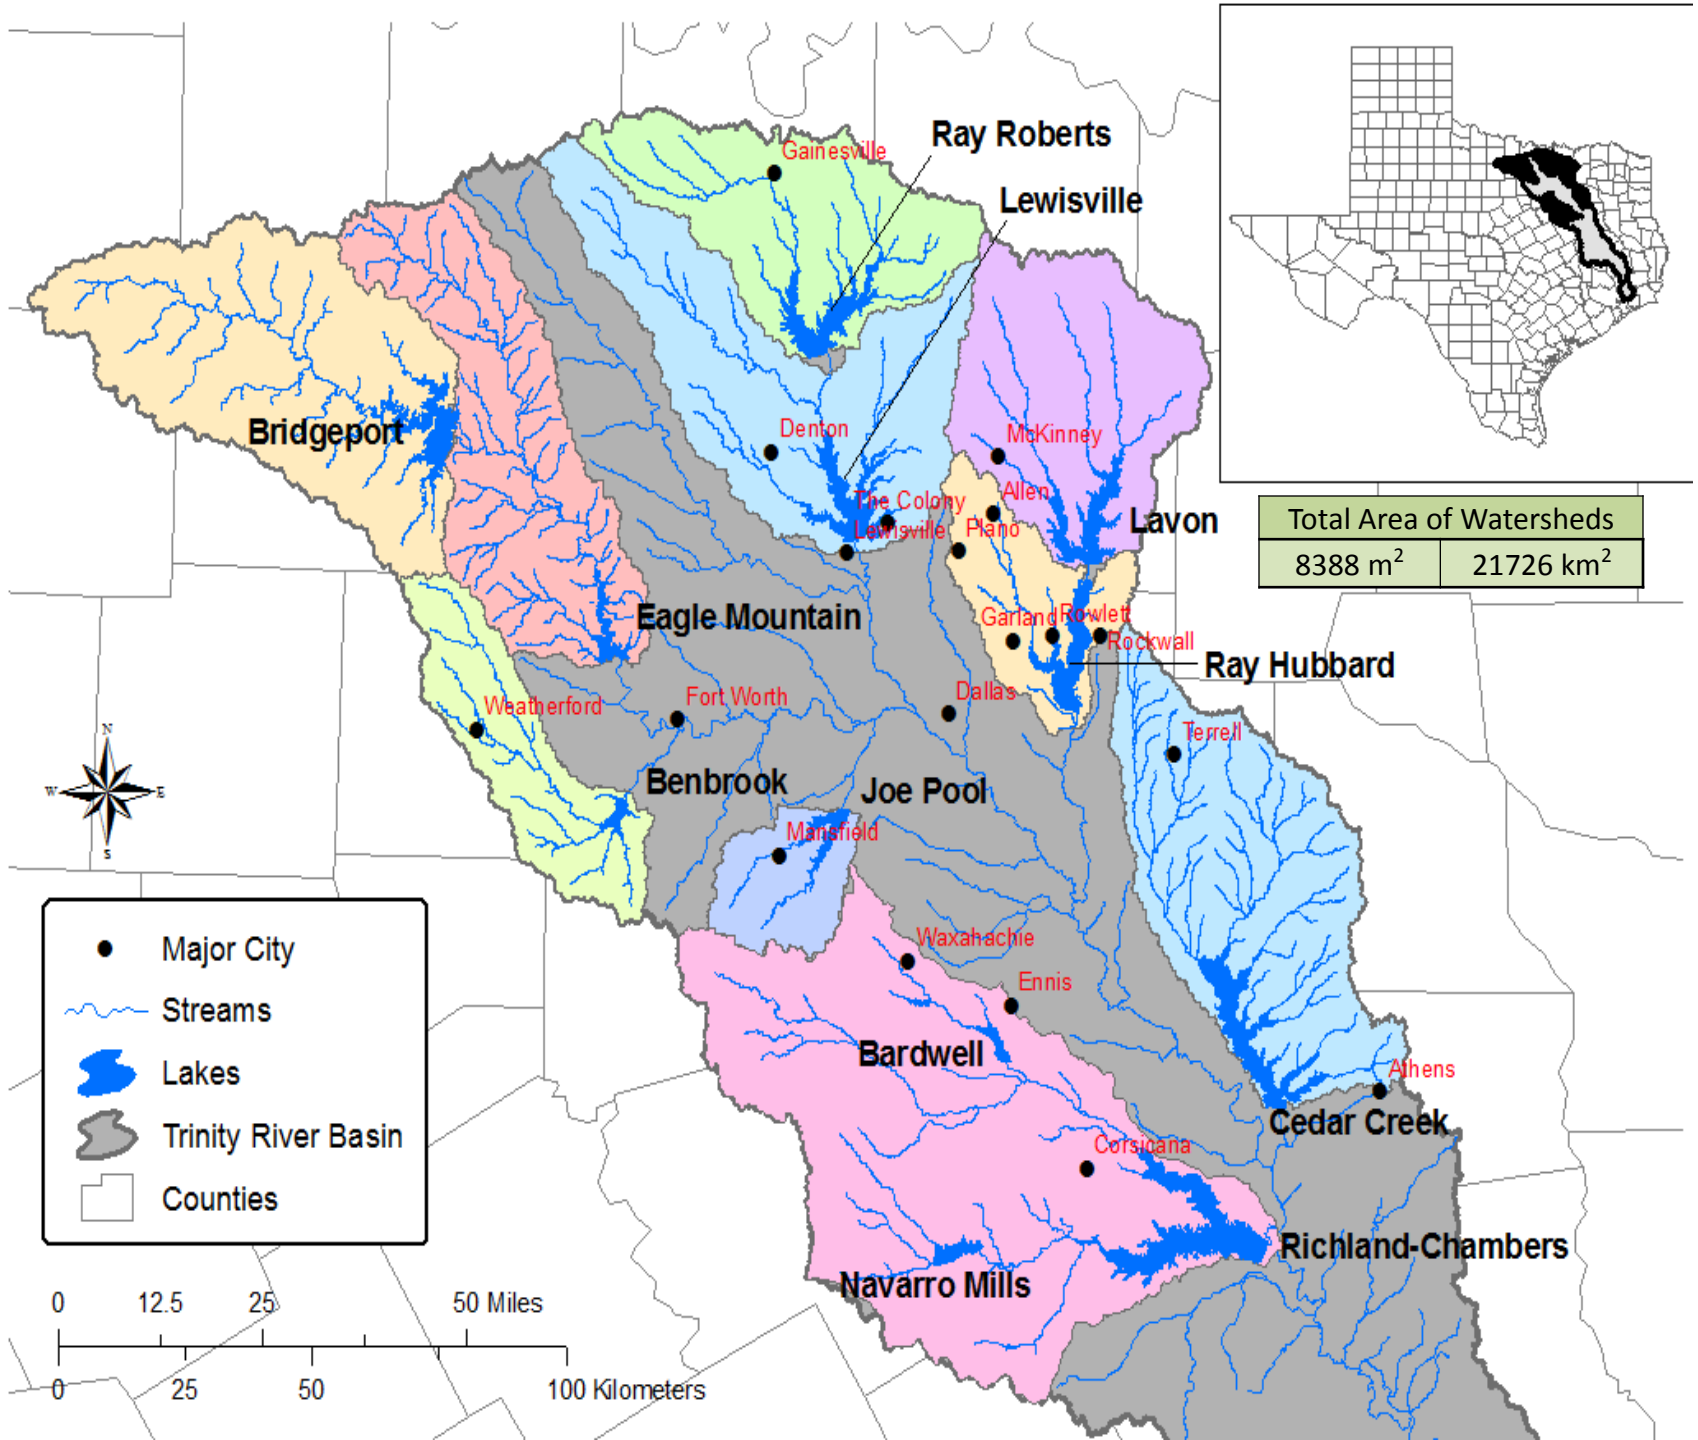 Ray Roberts
Gainesville
Lewisville
Bridgeport
Denton
McKinney
The Colony
Lewisville
Allen
Plano
Lavon
Total Area of Watersheds
8388 m²
21726 km²
Eagle Mountain
Garland
Rowlett
Rockwall
Ray Hubbard
Weatherford
Fort Worth
Dallas
Terrell
N
W
E
S
Benbrook
Joe Pool
Mansfield
Waxahachie
Ennis
Bardwell
Athens
Cedar Creek
Corsicana
Richland-Chambers
Navarro Mills
Major City
Streams
Lakes
Trinity River Basin
Counties
0 12.5 25 50 Miles
0 25 50 100 Kilometers